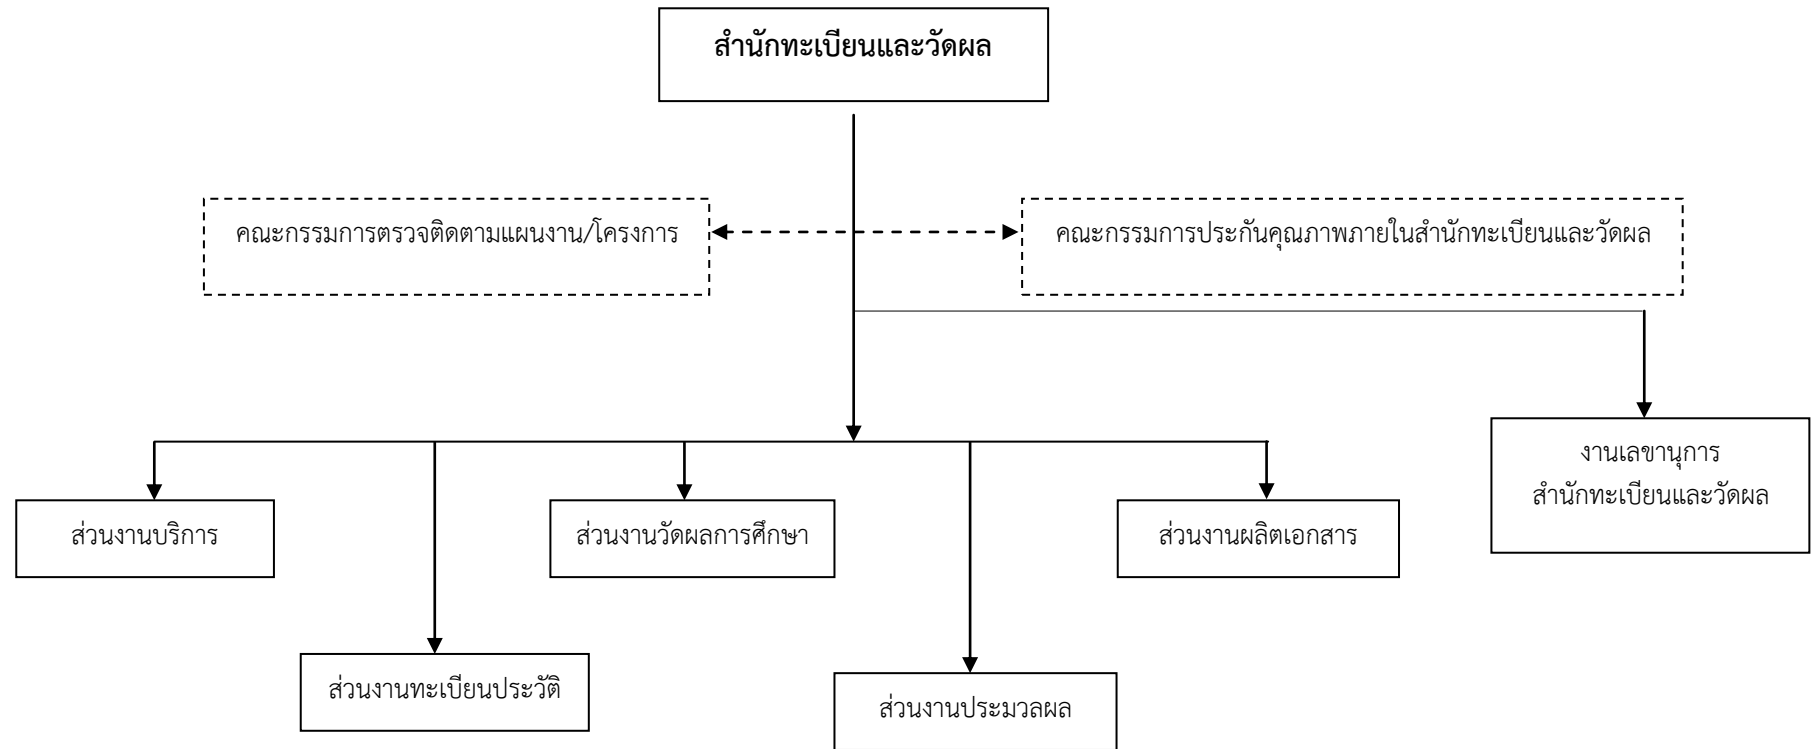 สำนักทะเบียนและวัดผล
คณะกรรมการตรวจติดตามแผนงาน/โครงการ
คณะกรรมการประกันคุณภาพภายในสำนักทะเบียนและวัดผล
งานเลขานุการ
สำนักทะเบียนและวัดผล
ส่วนงานบริการ
ส่วนงานวัดผลการศึกษา
ส่วนงานผลิตเอกสาร
ส่วนงานทะเบียนประวัติ
ส่วนงานประมวลผล